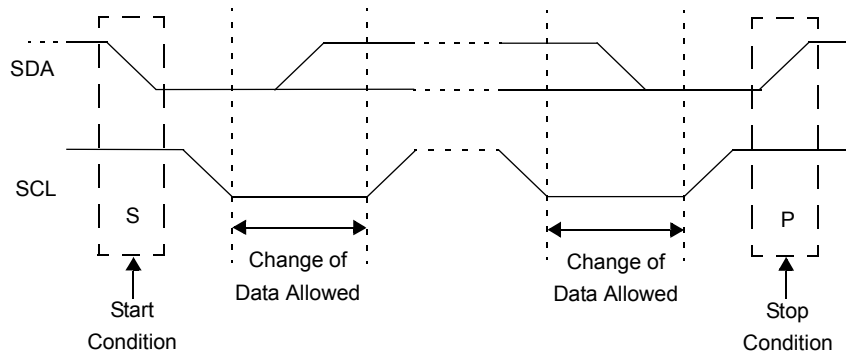 SDA
SCL
S
P
Change of
Data Allowed
Change of
Data Allowed
Start
Condition
Stop
Condition